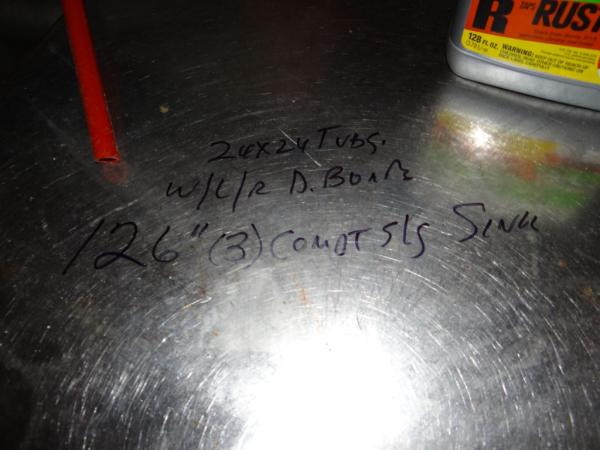 R RUST
128 FL. OZ. WARNING:
24X24 TUBS.
W/L/R D. BOARD
126" (3) COMPT S/S SINK